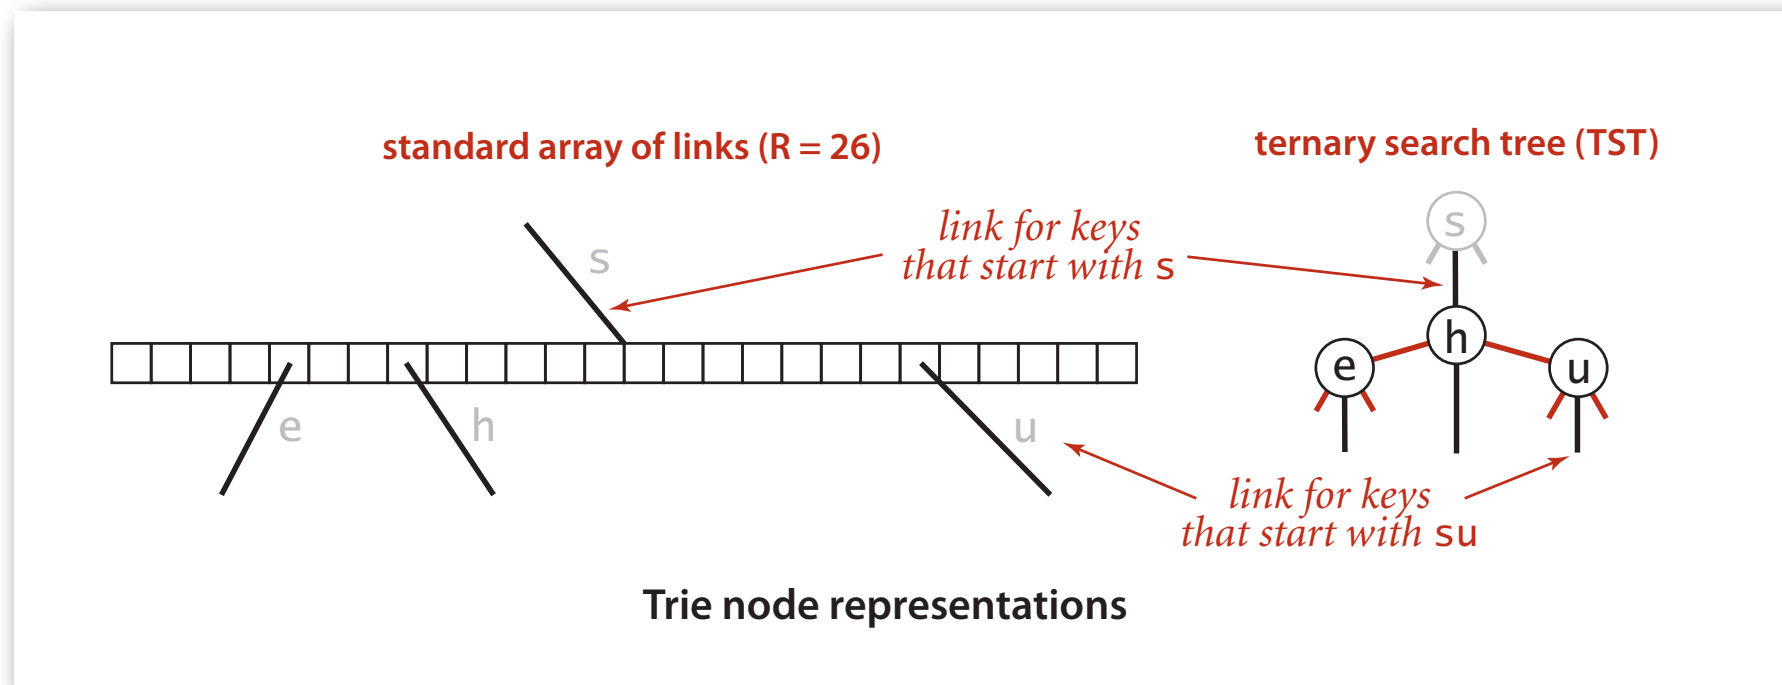 standard array of links (R = 26)
ternary search tree (TST)
link for keys
that start with s
s
s
h
e
u
e
h
u
link for keys
that start with su
Trie node representations